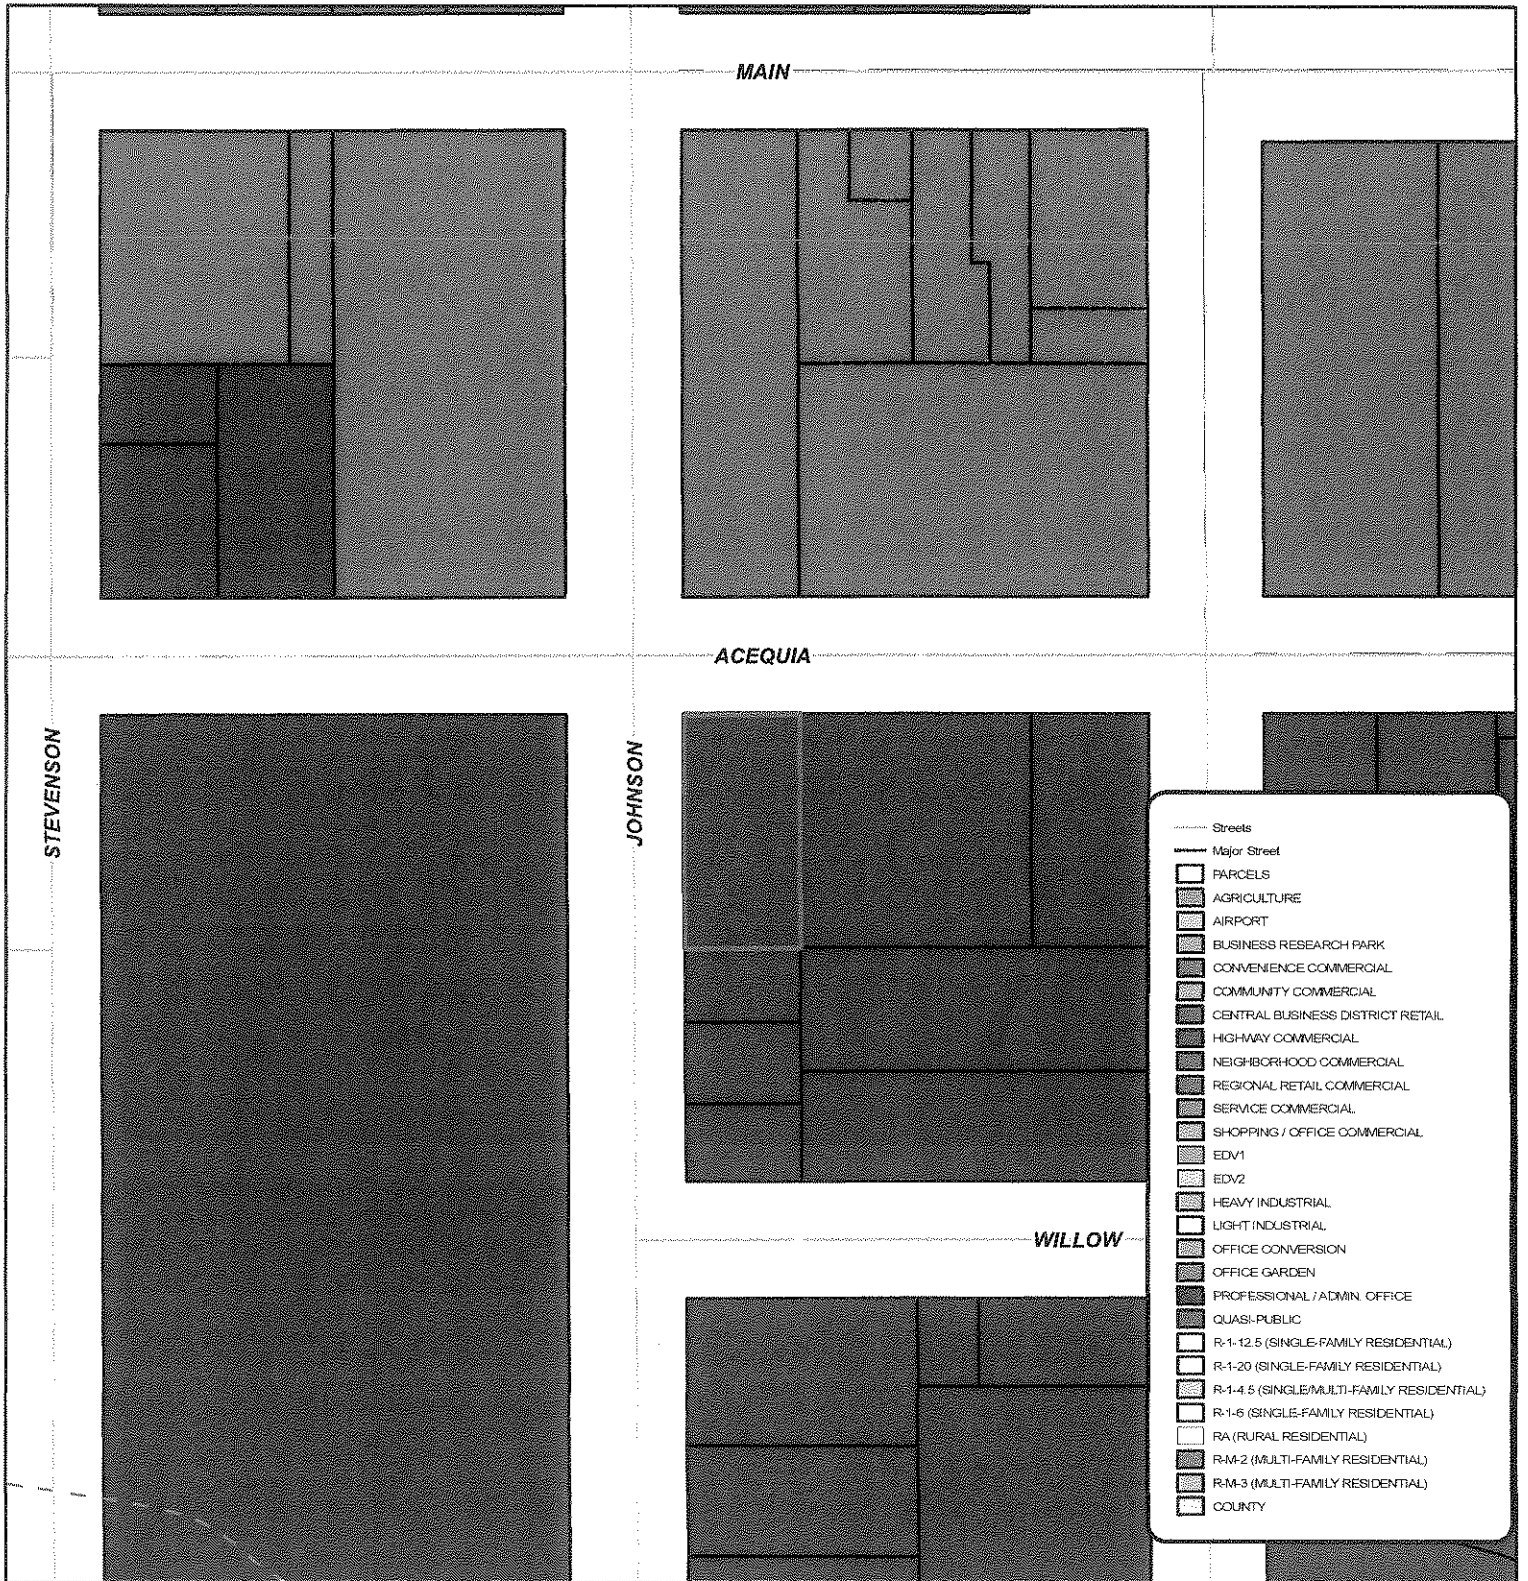 MAIN
ACEQUIA
STEVENSON
JOHNSON
WILLOW
Streets
Major Street
PARCELS
AGRICULTURE
AIRPORT
BUSINESS RESEARCH PARK
CONVENIENCE COMMERCIAL
COMMUNITY COMMERCIAL
CENTRAL BUSINESS DISTRICT RETAIL
HIGHWAY COMMERCIAL
NEIGHBORHOOD COMMERCIAL
REGIONAL RETAIL COMMERCIAL
SERVICE COMMERCIAL
SHOPPING / OFFICE COMMERCIAL
EDV1
EDV2
HEAVY INDUSTRIAL
LIGHT INDUSTRIAL
OFFICE CONVERSION
OFFICE GARDEN
PROFESSIONAL / ADMIN. OFFICE
QUASI-PUBLIC
R-1-12.5 (SINGLE-FAMILY RESIDENTIAL)
R-1-20 (SINGLE-FAMILY RESIDENTIAL)
R-1-4.5 (SINGLE/MULTI-FAMILY RESIDENTIAL)
R-1-6 (SINGLE-FAMILY RESIDENTIAL)
RA (RURAL RESIDENTIAL)
R-M-2 (MULTI-FAMILY RESIDENTIAL)
R-M-3 (MULTI-FAMILY RESIDENTIAL)
COUNTY